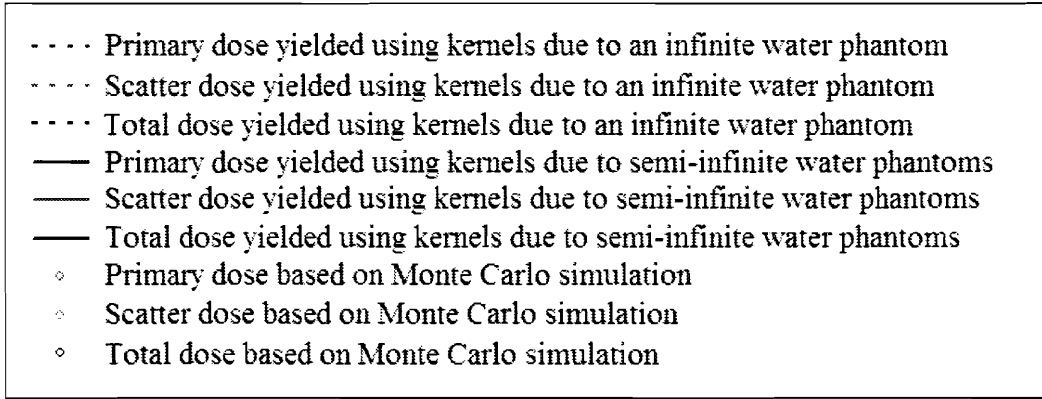 Primary dose yielded using kernels due to an infinite water phantom
Scatter dose yielded using kernels due to an infinite water phantom
Total dose yielded using kernels due to an infinite water phantom
Primary dose yielded using kernels due to semi-infinite water phantoms
Scatter dose yielded using kernels due to semi-infinite water phantoms
Total dose yielded using kernels due to semi-infinite water phantoms
Primary dose based on Monte Carlo simulation
Scatter dose based on Monte Carlo simulation
Total dose based on Monte Carlo simulation